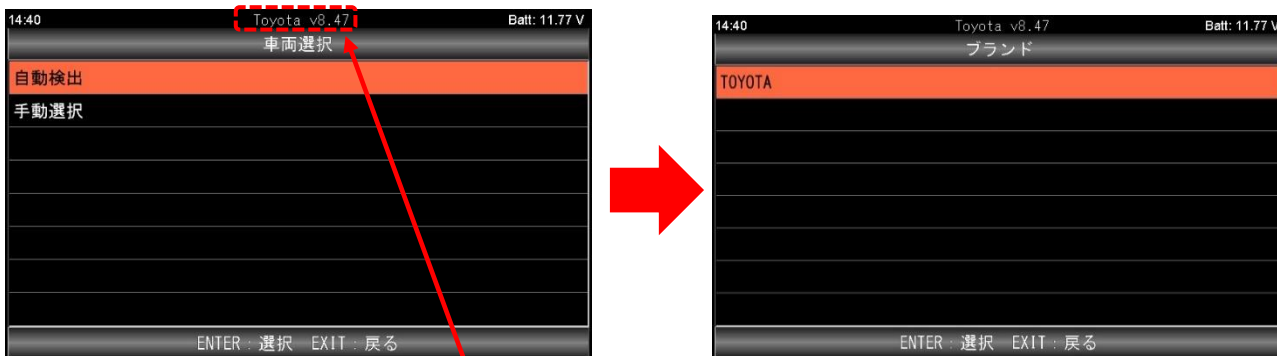 14:40 Toyota v8.47 Batt: 11.77 V
車両選択
自動検出
手動選択
ENTER：選択 EXIT：戻る
14:40 Toyota v8.47 Batt: 11.77 V
ブランド
TOYOTA
ENTER：選択 EXIT：戻る